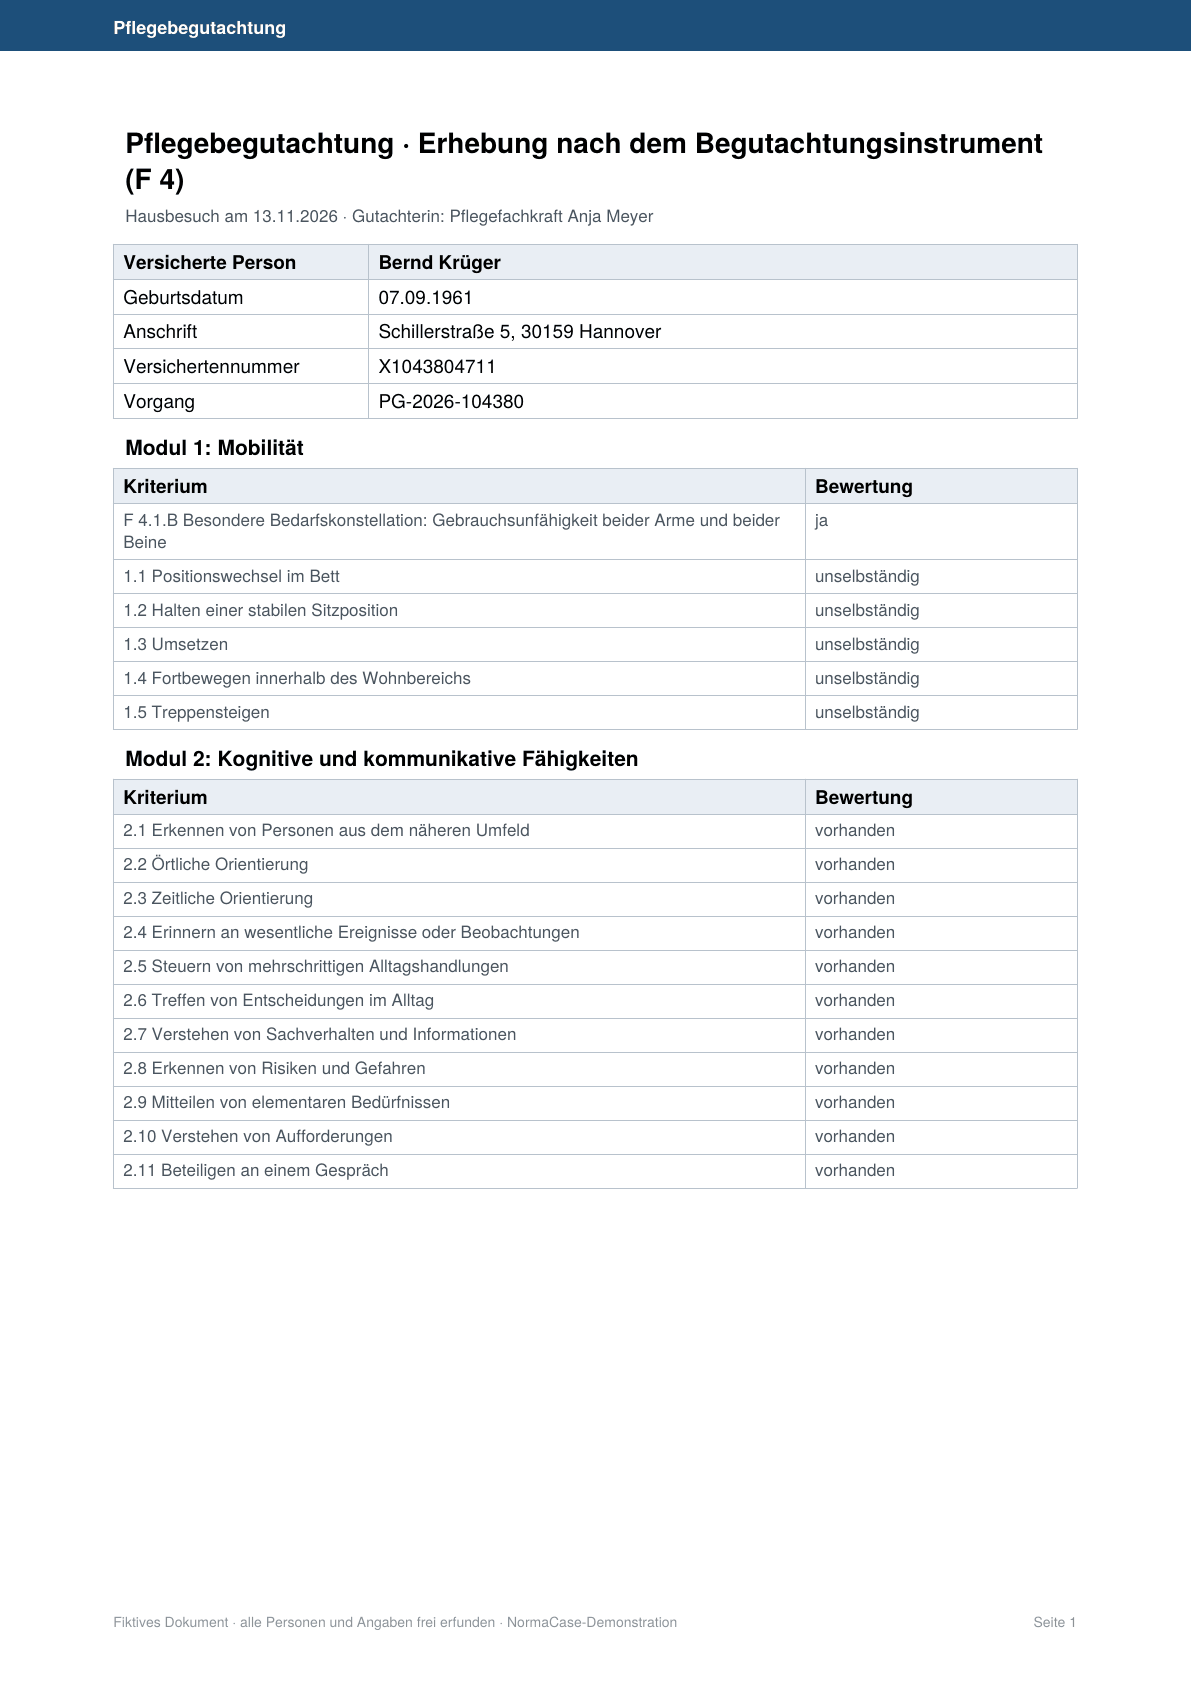 Pflegebegutachtung
Pflegebegutachtung · Erhebung nach dem Begutachtungsinstrument
(F 4)
Hausbesuch am 13.11.2026 · Gutachterin: Pflegefachkraft Anja Meyer
Versicherte Person Bernd Krüger
Geburtsdatum 07.09.1961
Anschrift Schillerstraße 5, 30159 Hannover
Versichertennummer X1043804711
Vorgang PG-2026-104380
Modul 1: Mobilität
Kriterium Bewertung
F 4.1.B Besondere Bedarfskonstellation: Gebrauchsunfähigkeit beider Arme und beider ja
Beine
1.1 Positionswechsel im Bett unselbständig
1.2 Halten einer stabilen Sitzposition unselbständig
1.3 Umsetzen unselbständig
1.4 Fortbewegen innerhalb des Wohnbereichs unselbständig
1.5 Treppensteigen unselbständig
Modul 2: Kognitive und kommunikative Fähigkeiten
Kriterium Bewertung
2.1 Erkennen von Personen aus dem näheren Umfeld vorhanden
2.2 Örtliche Orientierung vorhanden
2.3 Zeitliche Orientierung vorhanden
2.4 Erinnern an wesentliche Ereignisse oder Beobachtungen vorhanden
2.5 Steuern von mehrschrittigen Alltagshandlungen vorhanden
2.6 Treffen von Entscheidungen im Alltag vorhanden
2.7 Verstehen von Sachverhalten und Informationen vorhanden
2.8 Erkennen von Risiken und Gefahren vorhanden
2.9 Mitteilen von elementaren Bedürfnissen vorhanden
2.10 Verstehen von Aufforderungen vorhanden
2.11 Beteiligen an einem Gespräch vorhanden
Fiktives Dokument · alle Personen und Angaben frei erfunden · NormaCase-Demonstration Seite 1